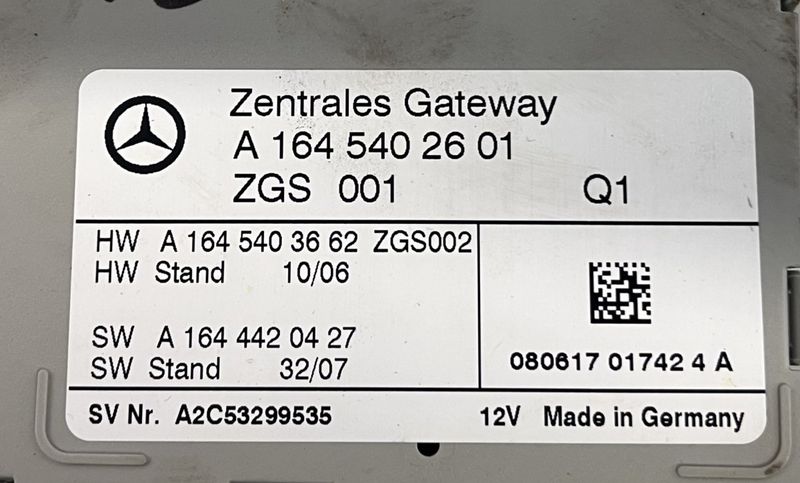 Zentrales Gateway
A 164 540 26 01
ZGS 001 Q1
HW A 164 540 36 62 ZGS002
HW Stand 10/06
SW A 164 442 04 27
SW Stand 32/07
080617 01742 4 A
SV Nr. A2C53299535 12V Made in Germany